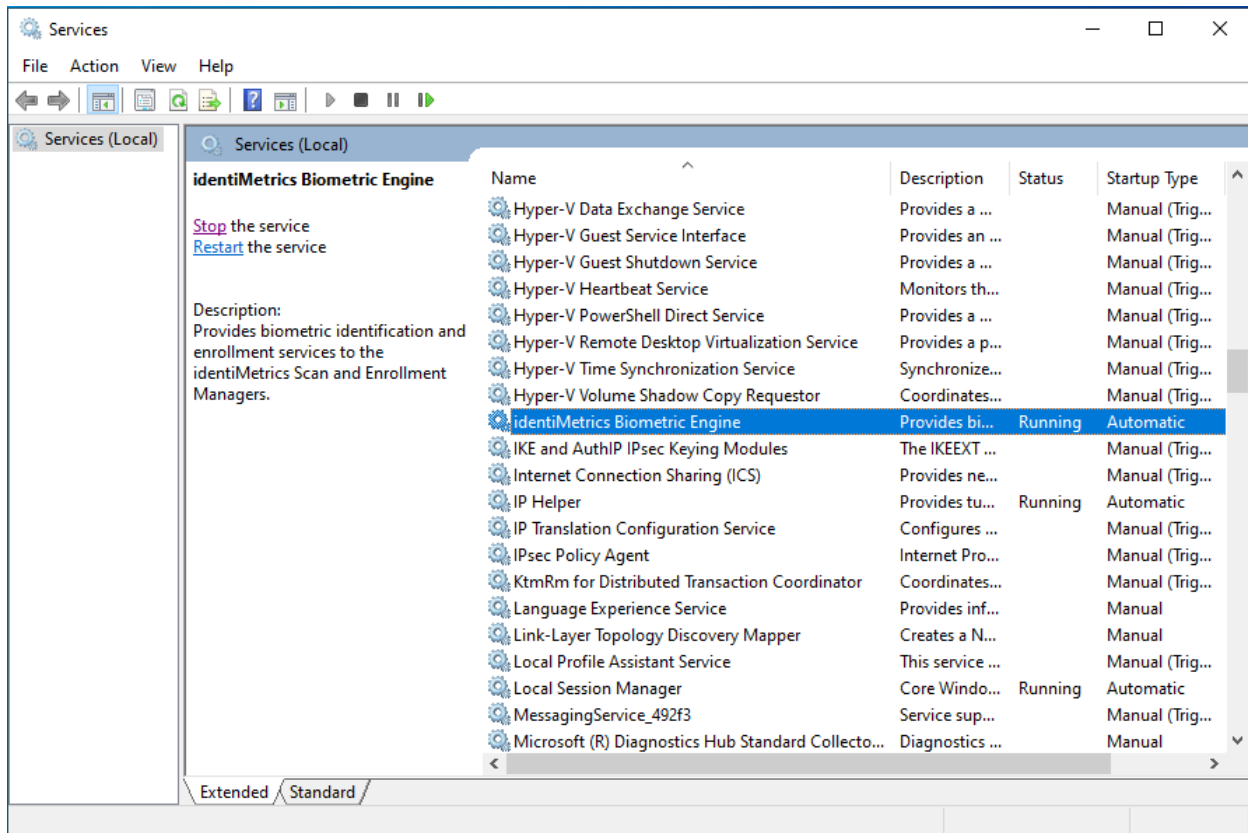 Services
File Action View Help
Services (Local)
Services (Local)
identiMetrics Biometric Engine
Stop the service
Restart the service
Description:
Provides biometric identification and
enrollment services to the
identiMetrics Scan and Enrollment
Managers.
Name Description Status Startup Type
Hyper-V Data Exchange Service Provides a ... Manual (Trig...
Hyper-V Guest Service Interface Provides an ... Manual (Trig...
Hyper-V Guest Shutdown Service Provides a ... Manual (Trig...
Hyper-V Heartbeat Service Monitors th... Manual (Trig...
Hyper-V PowerShell Direct Service Provides a ... Manual (Trig...
Hyper-V Remote Desktop Virtualization Service Provides a p... Manual (Trig...
Hyper-V Time Synchronization Service Synchronize... Manual (Trig...
Hyper-V Volume Shadow Copy Requestor Coordinates... Manual (Trig...
identiMetrics Biometric Engine Provides bi... Running Automatic
IKE and AuthIP IPsec Keying Modules The IKEEXT ... Manual (Trig...
Internet Connection Sharing (ICS) Provides ne... Manual (Trig...
IP Helper Provides tu... Running Automatic
IP Translation Configuration Service Configures ... Manual (Trig...
IPsec Policy Agent Internet Pro... Manual (Trig...
KtmRm for Distributed Transaction Coordinator Coordinates... Manual (Trig...
Language Experience Service Provides inf... Manual
Link-Layer Topology Discovery Mapper Creates a N... Manual
Local Profile Assistant Service This service ... Manual (Trig...
Local Session Manager Core Windo... Running Automatic
MessagingService_492f3 Service sup... Manual (Trig...
Microsoft (R) Diagnostics Hub Standard Collecto... Diagnostics ... Manual
Extended Standard